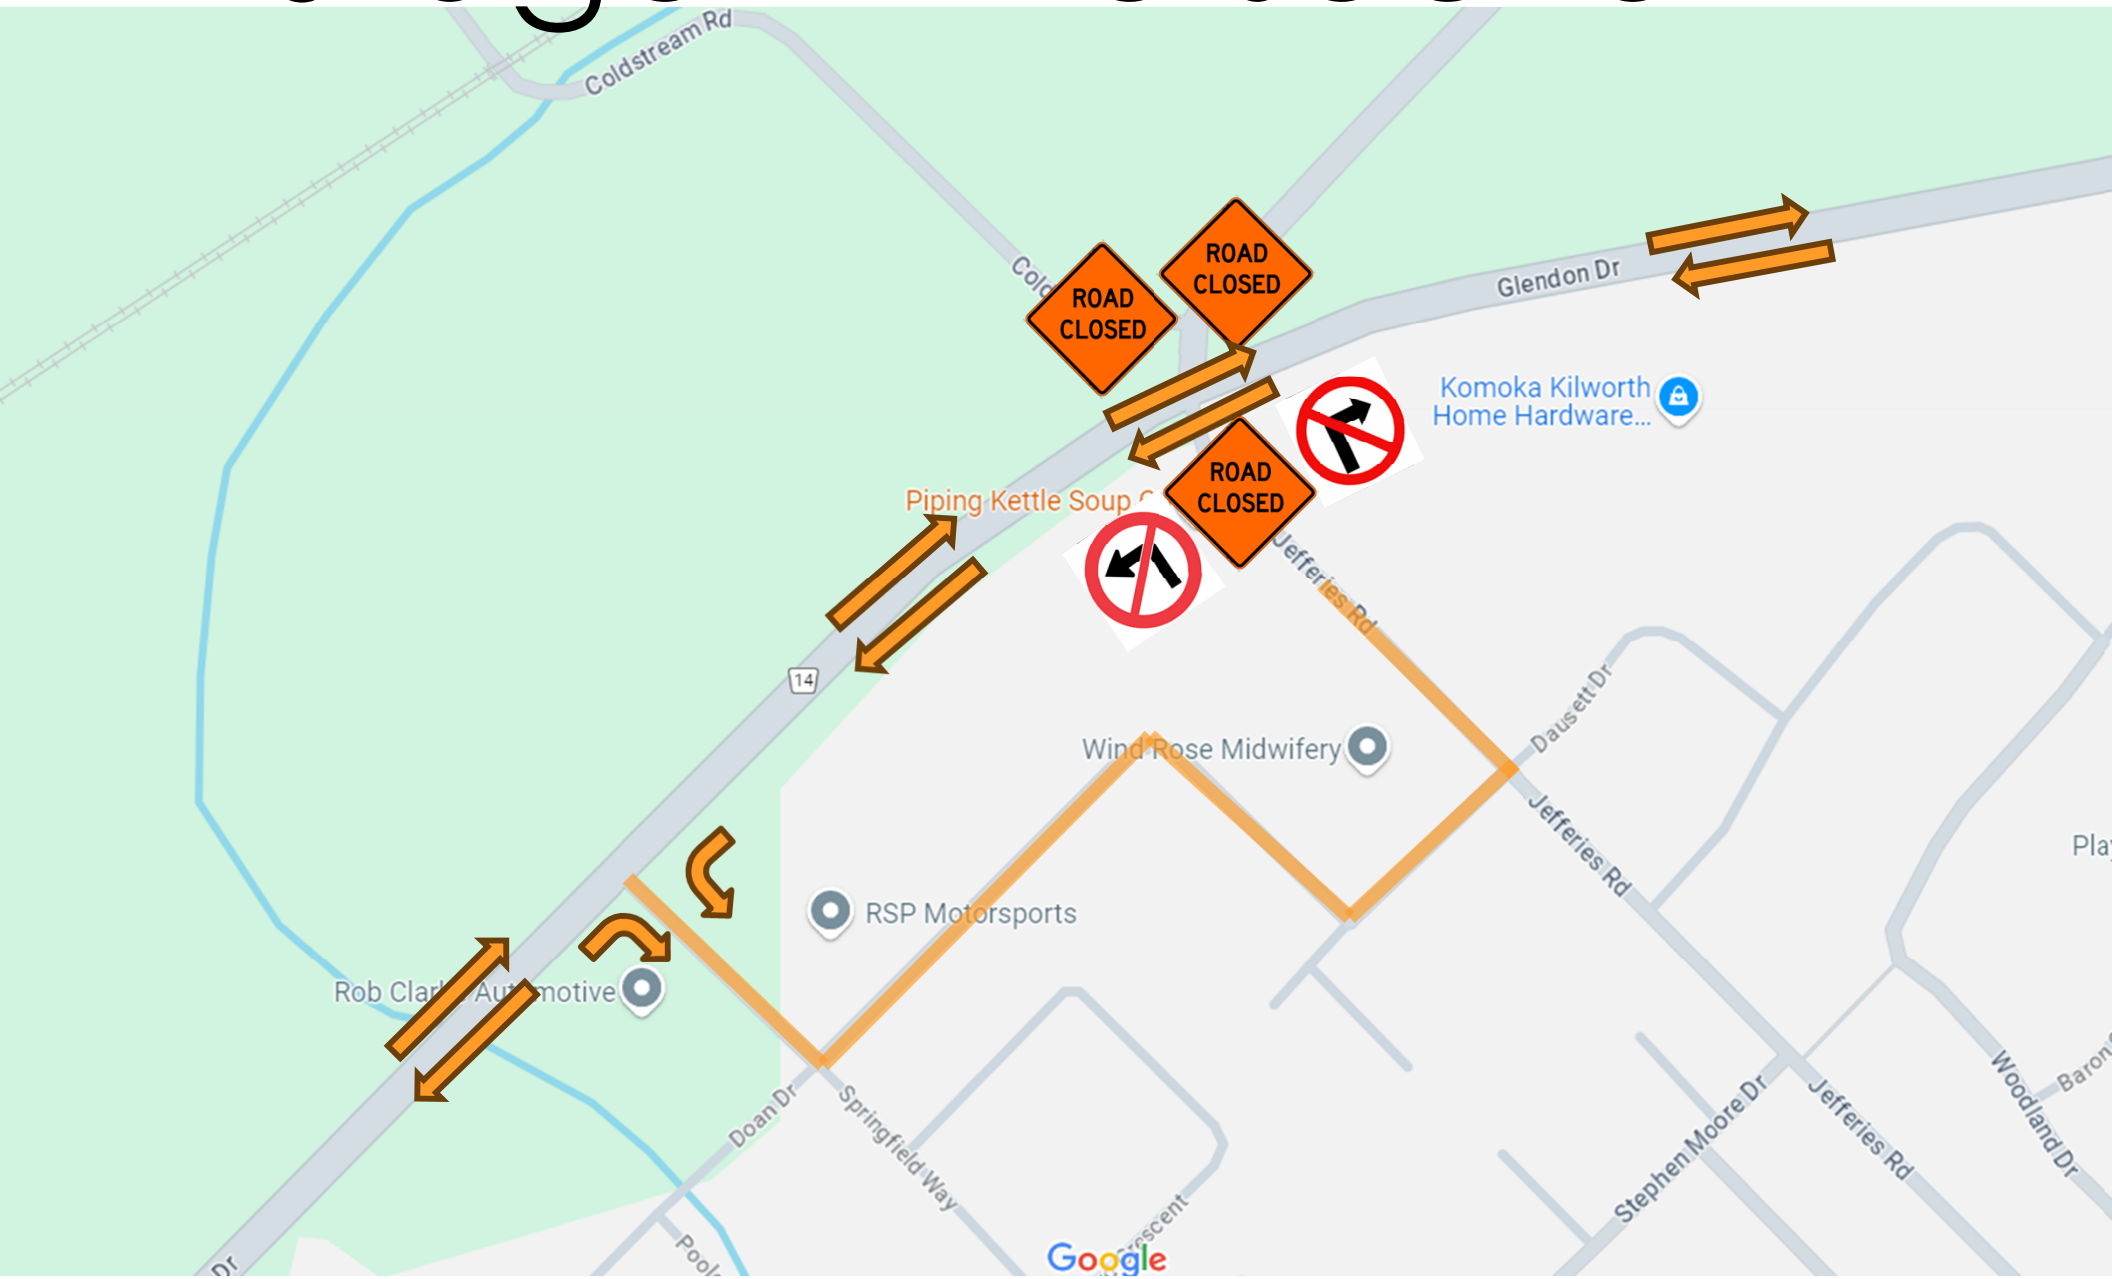 Coldstream Rd
ROAD
CLOSED
ROAD
CLOSED
Glendon Dr
Komoka Kilworth
Home Hardware...
Piping Kettle Soup
ROAD
CLOSED
Jefferies Rd
14
Wind Rose Midwifery
Dausett Dr
Jefferies Rd
RSP Motorsports
Rob Clark Automotive
Doan Dr
Springfield Way
Stephen Moore Dr
Jefferies Rd
Woodland Dr
Baron
Dr
Google